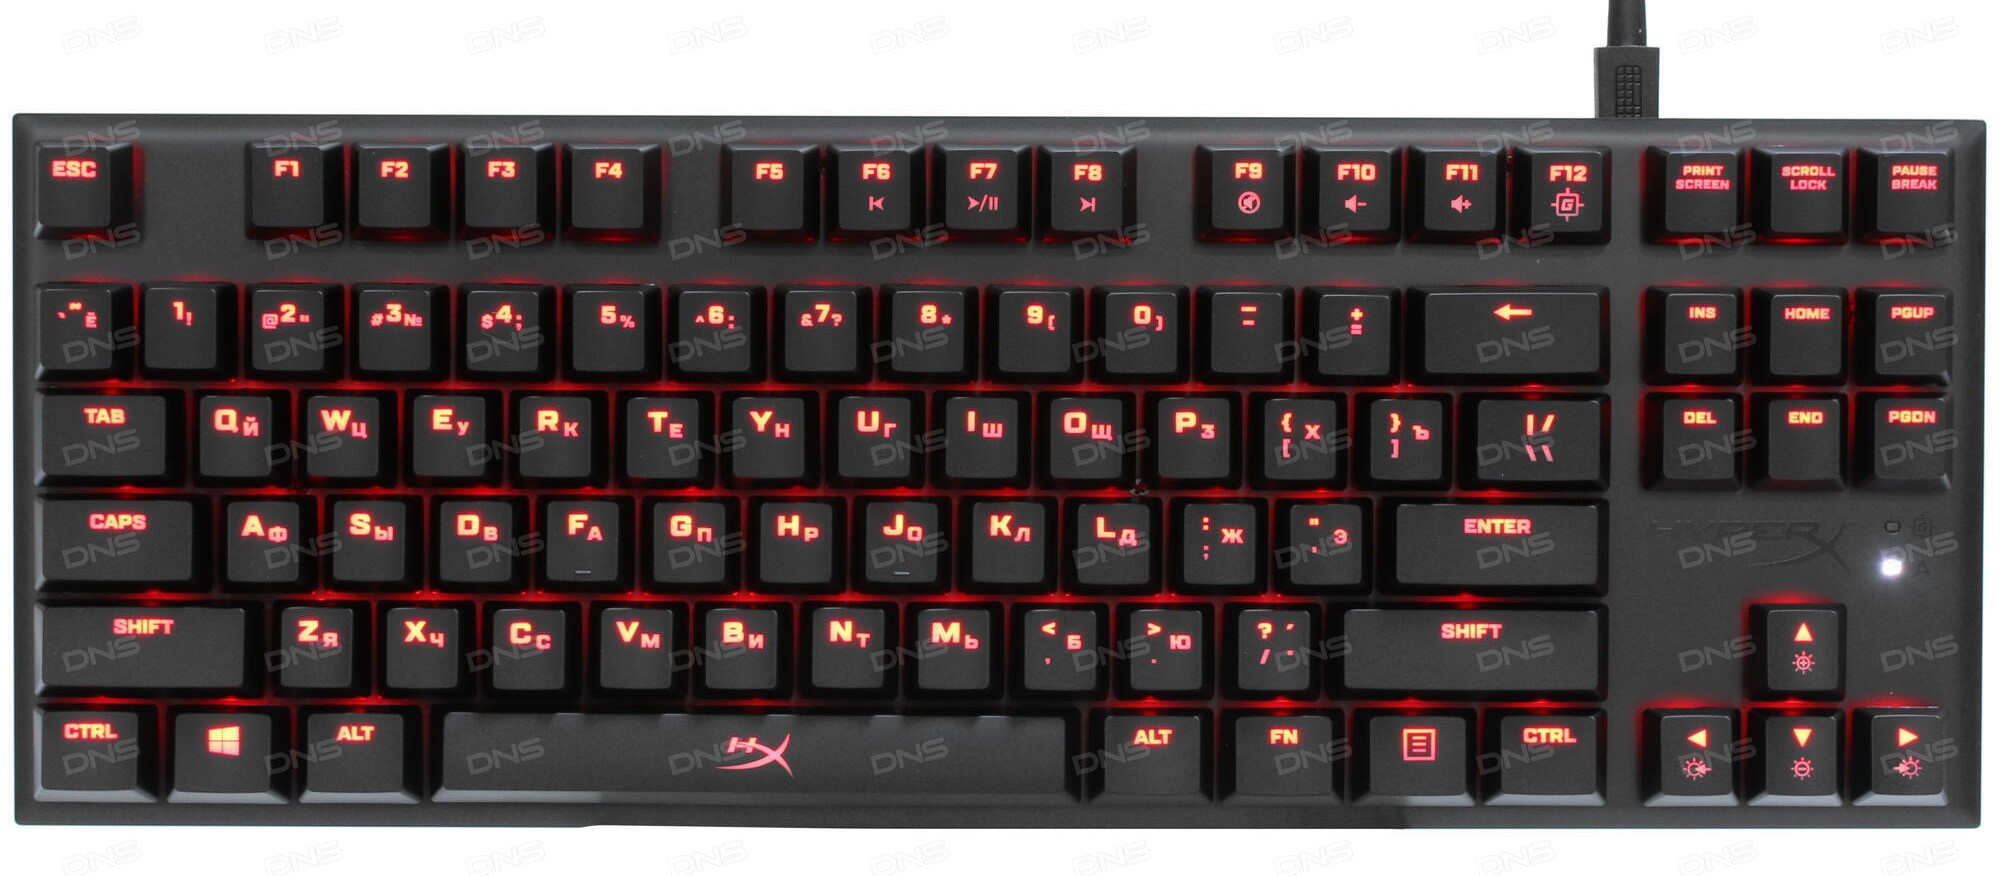 ESC F1 F2 F3 F4 F5 F6 F7 F8 F9 F10 F11 F12 PRINT SCREEN SCROLL LOCK PAUSE BREAK
` ~ Ё 1 ! @ 2 " # 3 № $ 4 ; 5 % ^ 6 : & 7 ? 8 * 9 ( 0 ) – = + = ← INS HOME PGUP
TAB Q Й W Ц E У R К T Е Y Н U Г I Ш O Щ P З { [ Х } ] Ъ | / \ \ DEL END PGDN
CAPS A Ф S Ы D В F А G П H Р J О K Л L Д : ; Ж " ' Э ENTER HYPERX A
SHIFT Z Я X Ч C С V М B И N Т M Ь < , Б > . Ю ? / SHIFT
CTRL ALT HX ALT FN CTRL
DNS